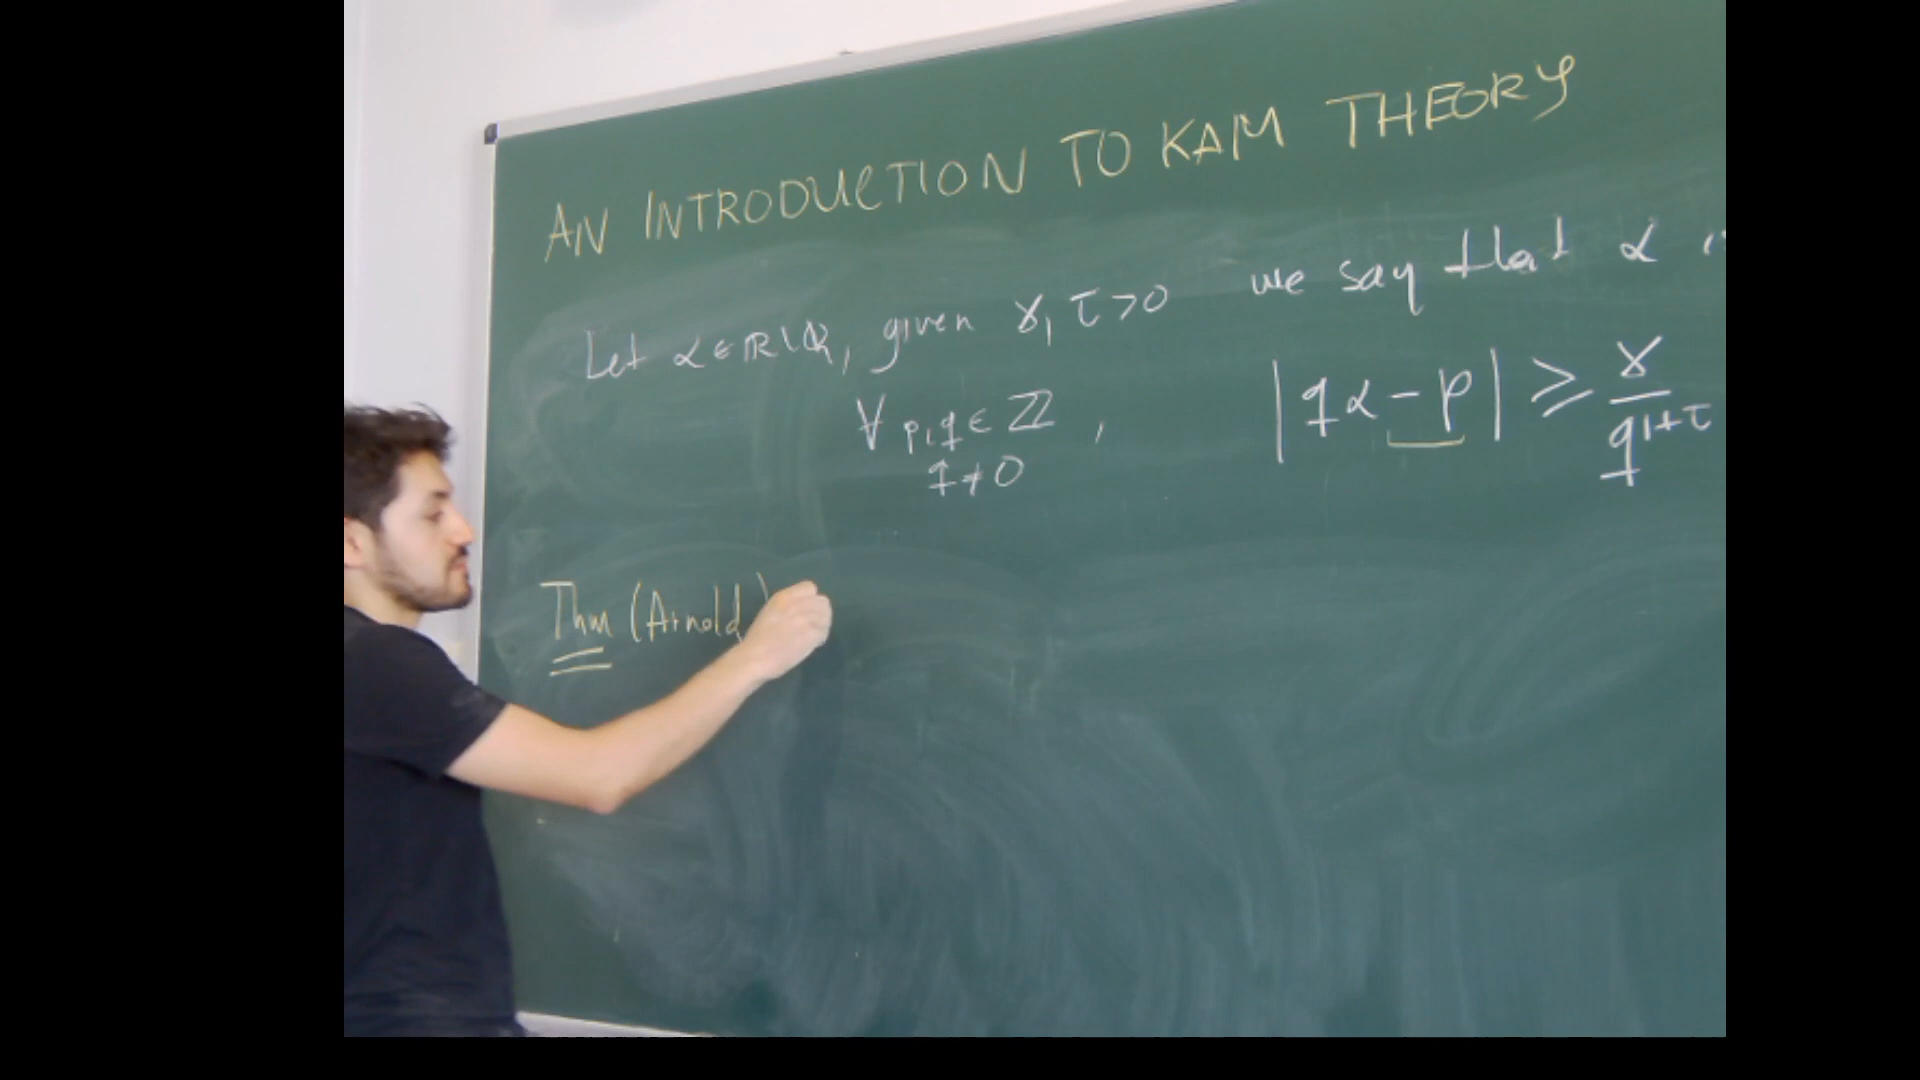 AN INTRODUCTION TO KAM THEORY
Let α ∈ ℝ\ℚ, given γ, τ > 0 we say that α
∀ p,q ∈ ℤ, |qα - p| ≥ γ/q^{1+τ}
q ≠ 0
Thm (Arnold)